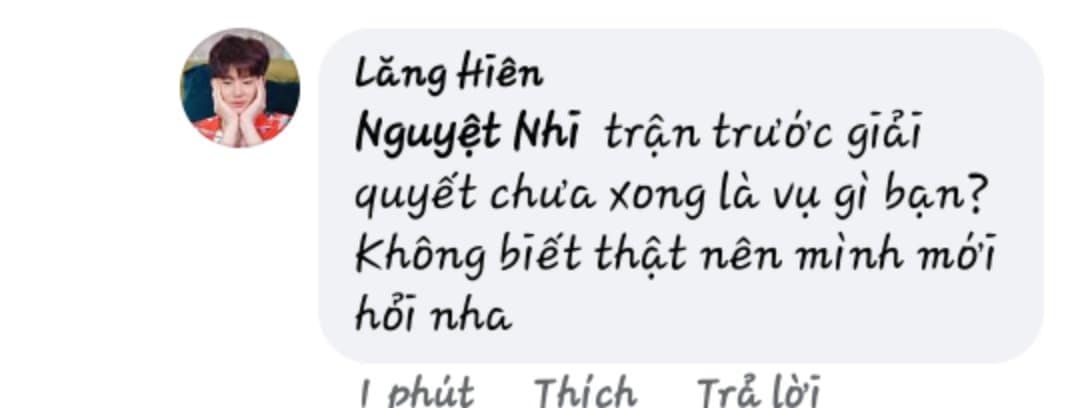 Lăng Hiên
Nguyệt Nhi trận trước giải
quyết chưa xong là vụ gì bạn?
Không biết thật nên mình mới
hỏi nha
1 phút Thích Trả lời